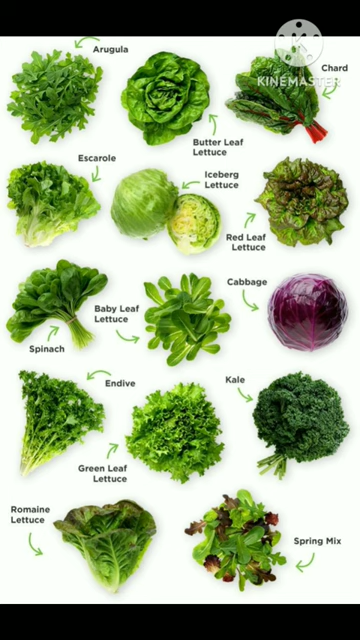 KINEMASTER
Arugula
Chard
Butter Leaf
Lettuce
Escarole
Iceberg
Lettuce
Red Leaf
Lettuce
Cabbage
Baby Leaf
Lettuce
Spinach
Endive
Kale
Green Leaf
Lettuce
Romaine
Lettuce
Spring Mix